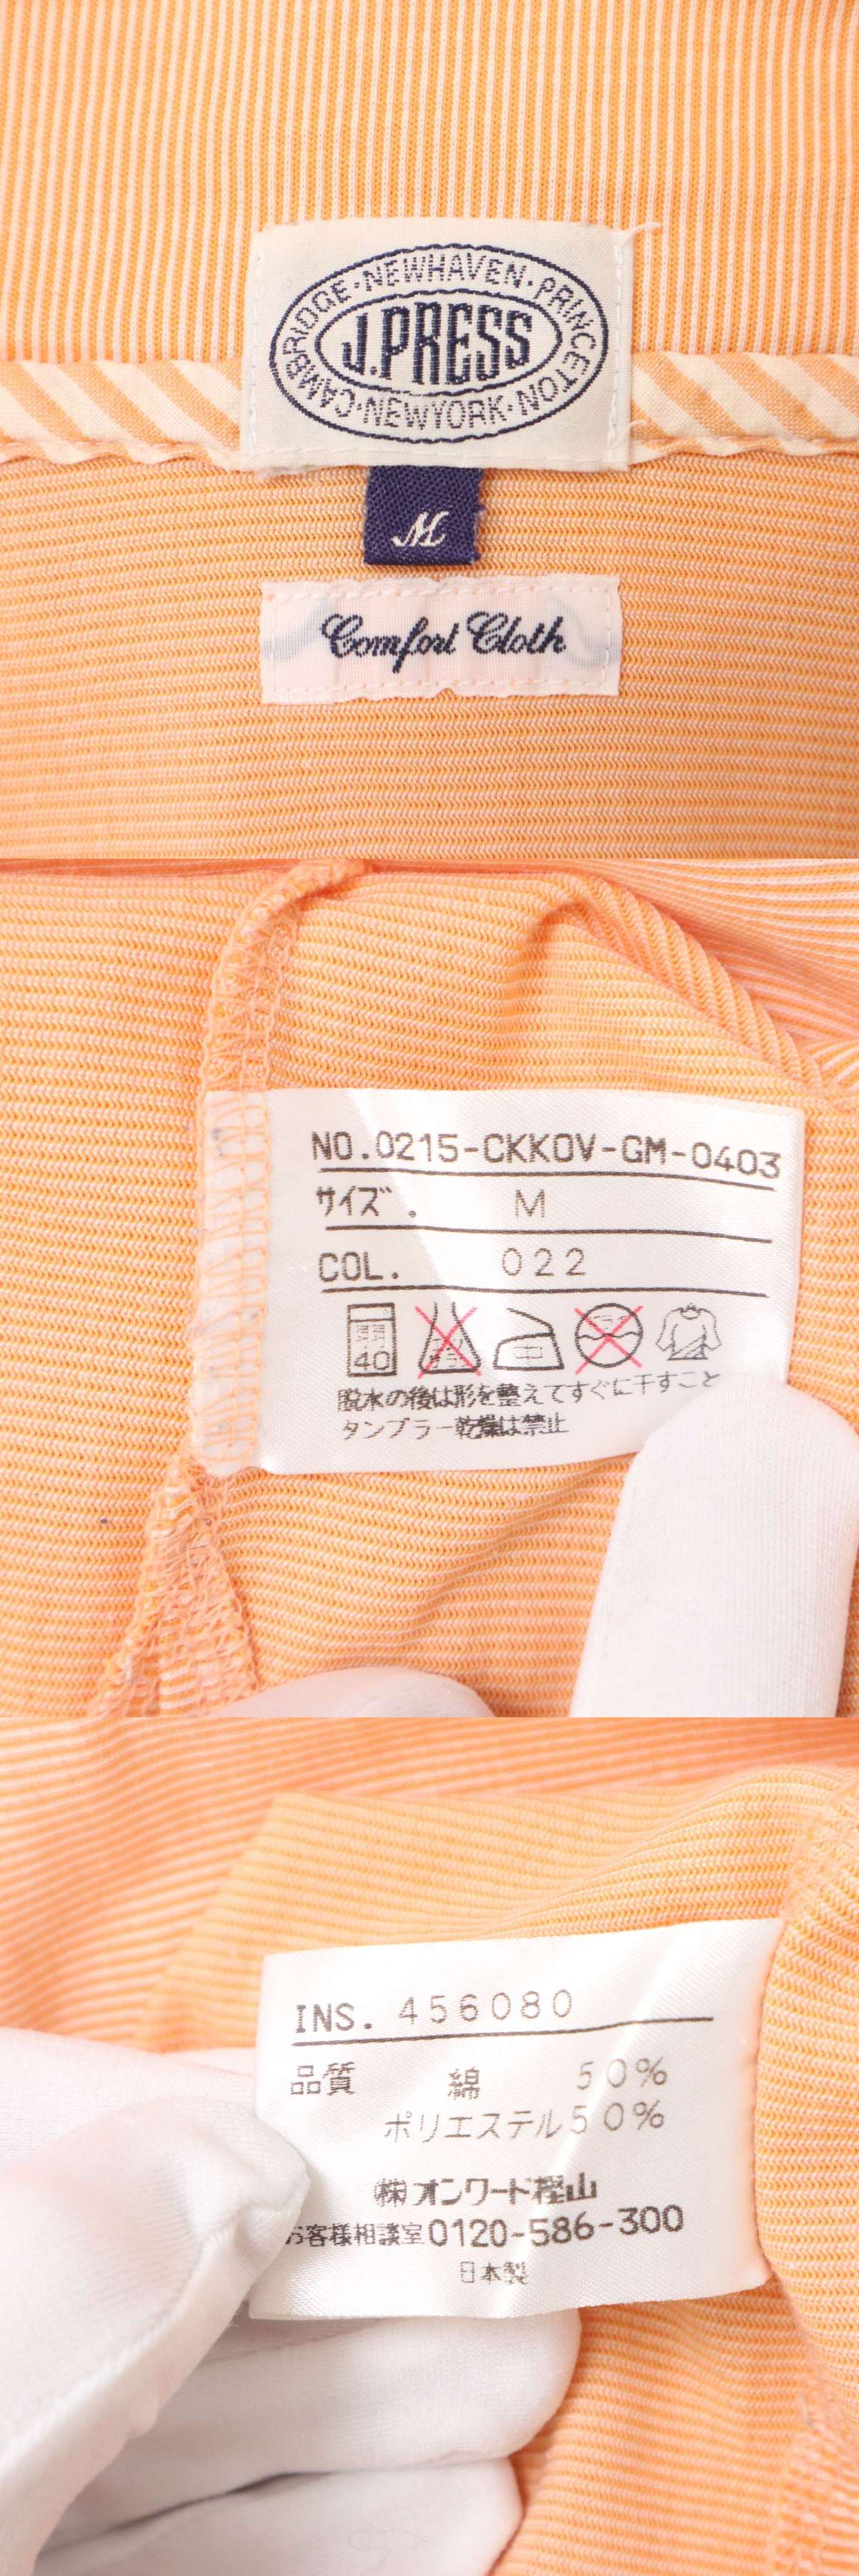 CAMBRIDGE·NEWHAVEN·PRINCETON·NEWYORK·
J.PRESS
M
Comfort Cloth
NO.0215-CKKOV-GM-0403
サイズ. M
COL. 022
40
脱水の後は形を整えてすぐに干すこと
タンブラー乾燥は禁止
INS. 456080
品質 綿 50%
ポリエステル50%
㈱オンワード樫山
お客様相談室0120-586-300
日本製